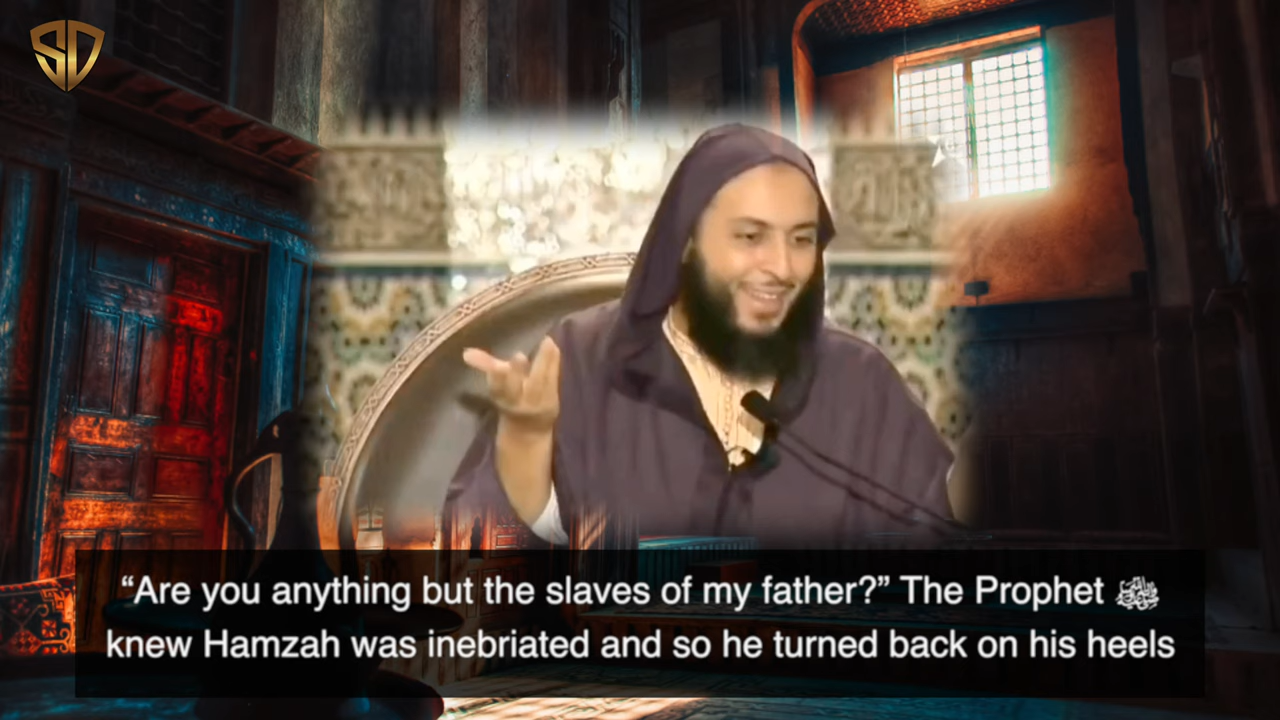 SD
“Are you anything but the slaves of my father?” The Prophet ﷺ
knew Hamzah was inebriated and so he turned back on his heels